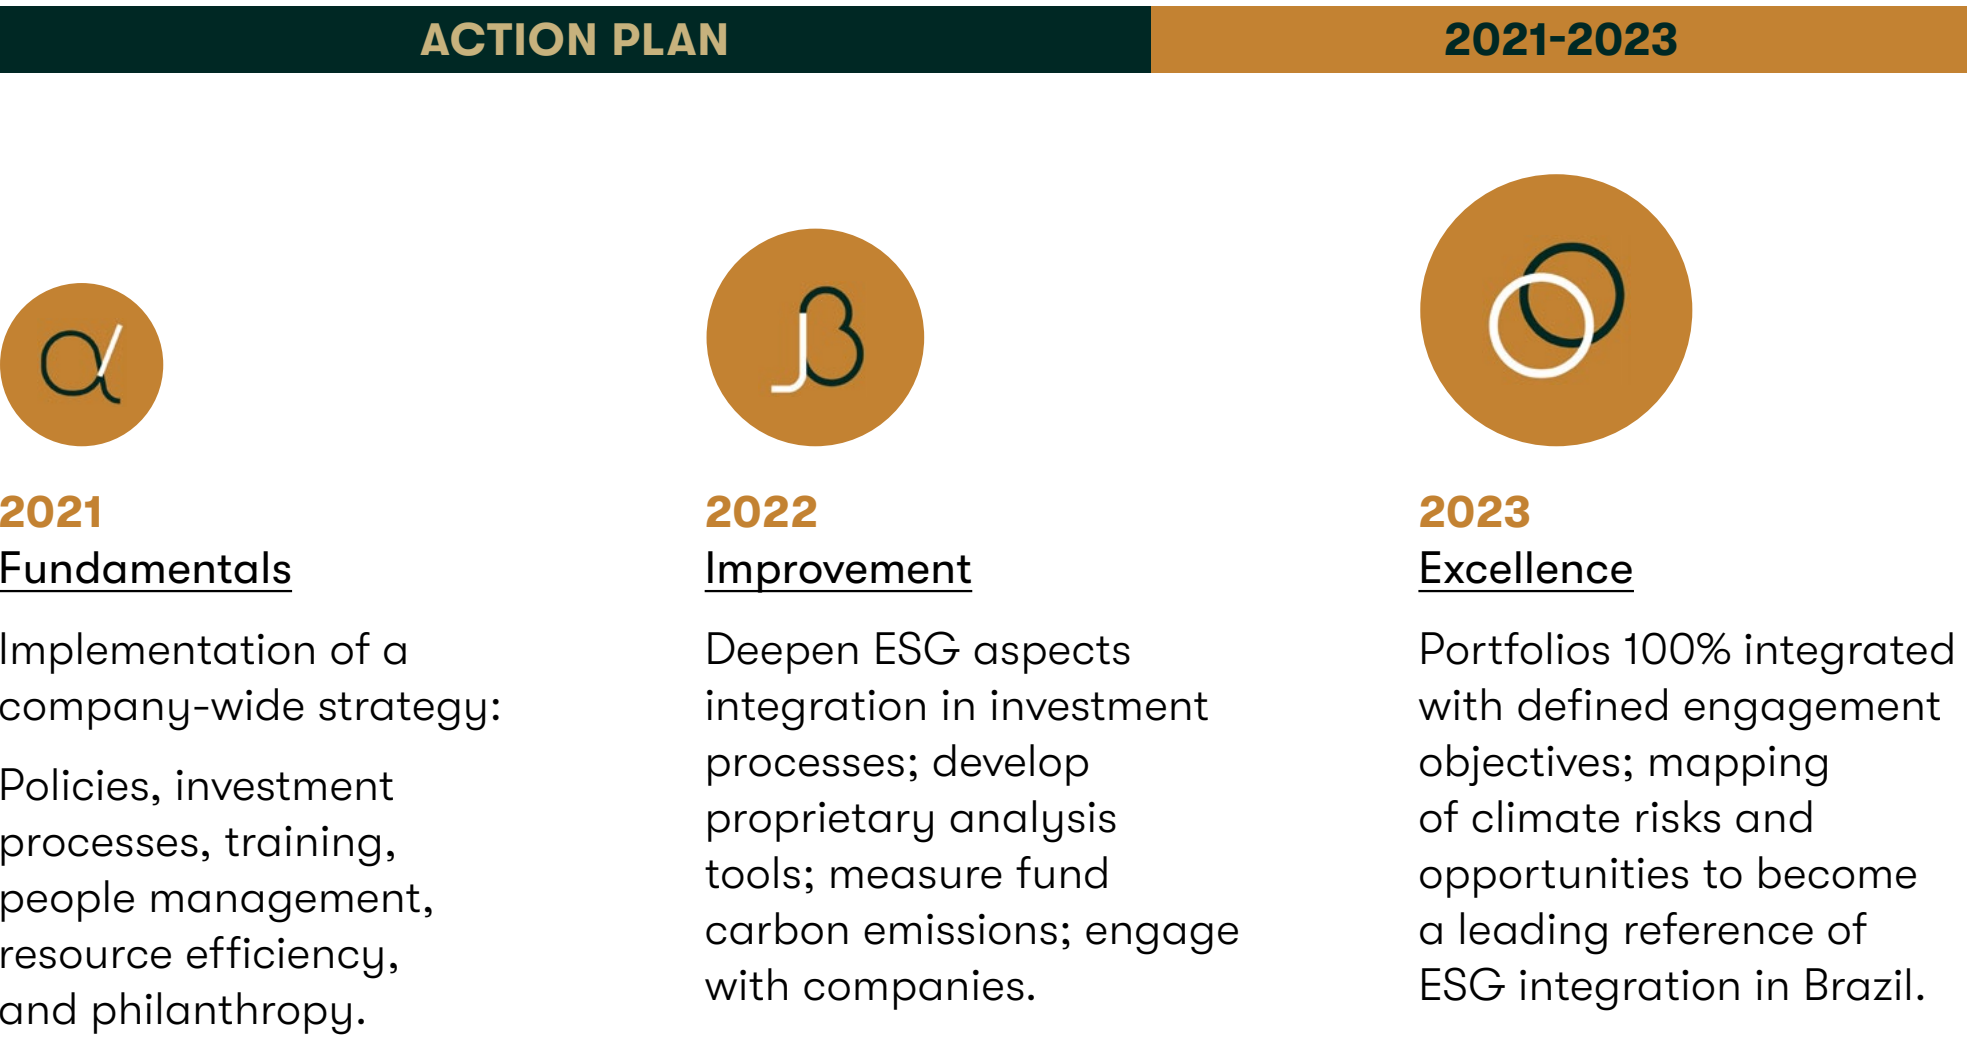 ACTION PLAN
2021-2023
2021
Fundamentals
Implementation of a
company-wide strategy:
Policies, investment
processes, training,
people management,
resource efficiency,
and philanthropy.
2022
Improvement
Deepen ESG aspects
integration in investment
processes; develop
proprietary analysis
tools; measure fund
carbon emissions; engage
with companies.
2023
Excellence
Portfolios 100% integrated
with defined engagement
objectives; mapping
of climate risks and
opportunities to become
a leading reference of
ESG integration in Brazil.